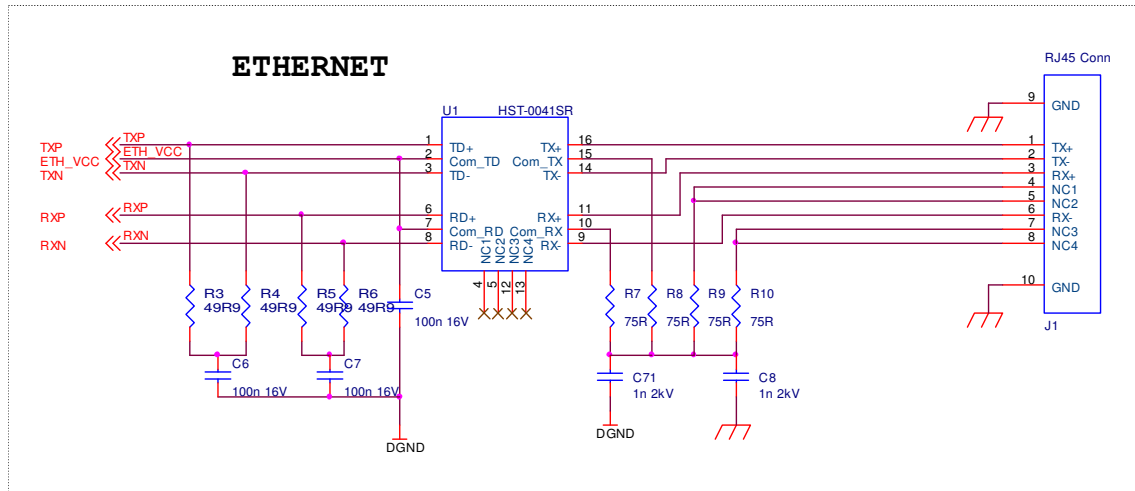 ETHERNET
RJ45 Conn
U1 HST-0041SR
9 GND
TXP TXP 1 TD+ TX+ 16 1 TX+
ETH_VCC ETH_VCC 2 Com_TD Com_TX 15 2 TX-
TXN TXN 3 TD- TX- 14 3 RX+
4 NC1
5 NC2
RXP RXP 6 RD+ RX+ 11 6 RX-
7 Com_RD Com_RX 10 7 NC3
RXN RXN 8 RD- RX- 9 8 NC4
NC1 NC2 NC3 NC4
4 5 12 13
10 GND
R3 R4 R5 R6 C5 R7 R8 R9 R10
49R9 49R9 49R9 49R9
100n 16V 75R 75R 75R 75R
J1
C6 C7 C71 C8
100n 16V 100n 16V 1n 2kV 1n 2kV
DGND DGND